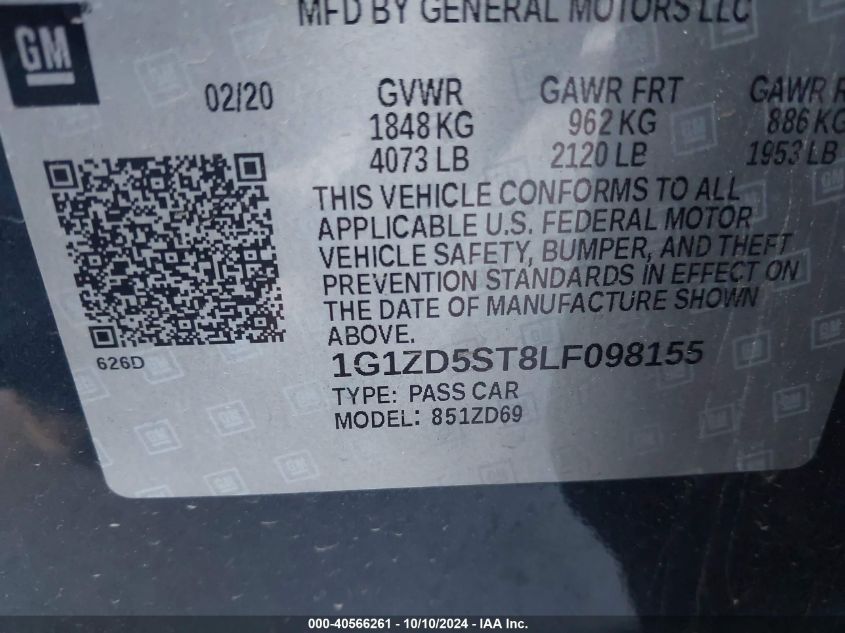 MFD BY GENERAL MOTORS LLC
GM
02/20 GVWR GAWR FRT GAWR
1848 KG 962 KG 886 KG
4073 LB 2120 LB 1953 LB
THIS VEHICLE CONFORMS TO ALL
APPLICABLE U.S. FEDERAL MOTOR
VEHICLE SAFETY, BUMPER, AND THEFT
PREVENTION STANDARDS IN EFFECT ON
THE DATE OF MANUFACTURE SHOWN
ABOVE.
626D
1G1ZD5ST8LF098155
TYPE: PASS CAR
MODEL: 851ZD69
000-40566261 - 10/10/2024 - IAA Inc.